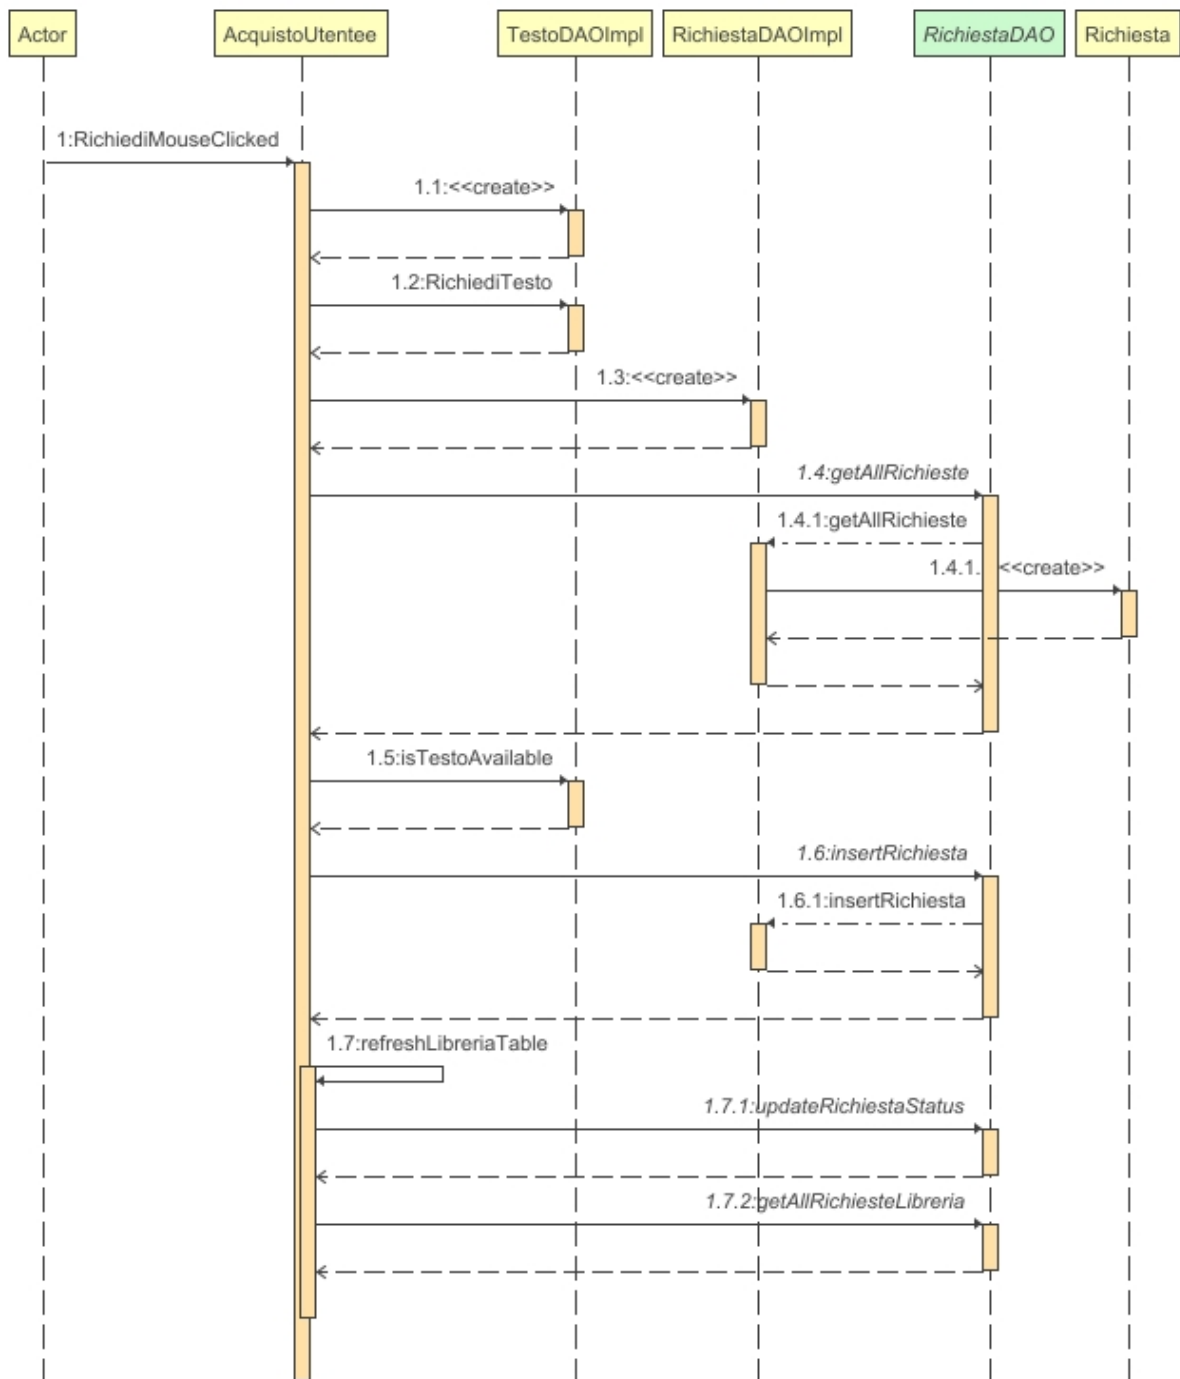 Actor
AcquistoUtentee
TestoDAOImpl
RichiestaDAOImpl
RichiestaDAO
Richiesta
1:RichiediMouseClicked
1.1:<<create>>
1.2:RichiediTesto
1.3:<<create>>
1.4:getAllRichieste
1.4.1:getAllRichieste
1.4.1. <<create>>
1.5:isTestoAvailable
1.6:insertRichiesta
1.6.1:insertRichiesta
1.7:refreshLibreriaTable
1.7.1:updateRichiestaStatus
1.7.2:getAllRichiesteLibreria